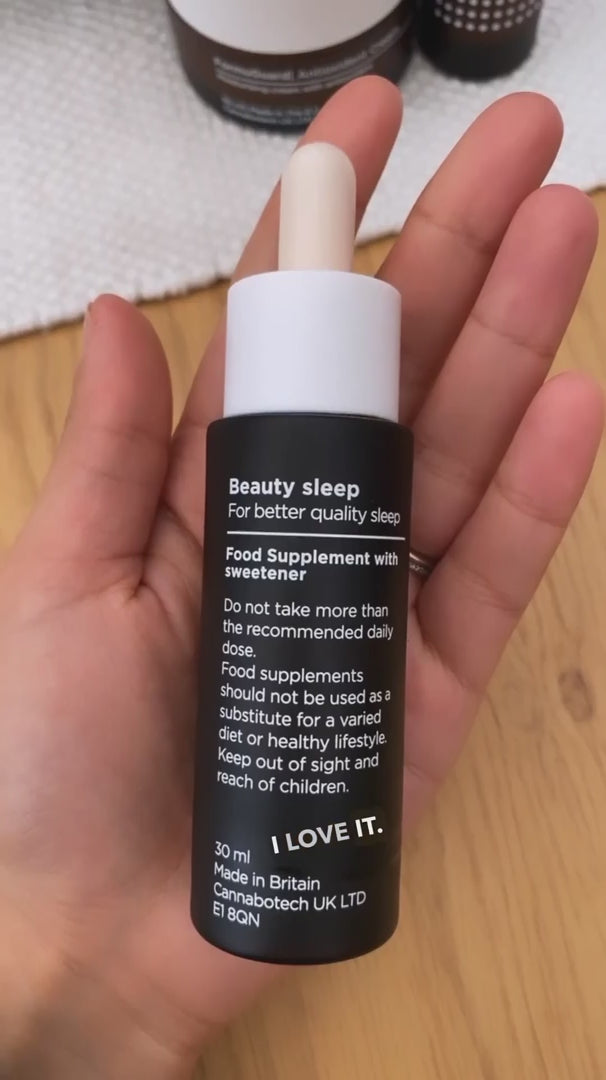 Beauty sleep
For better quality sleep
Food Supplement with
sweetener
Do not take more than
the recommended daily
dose.
Food supplements
should not be used as a
substitute for a varied
diet or healthy lifestyle.
Keep out of sight and
reach of children.
I LOVE IT.
30 ml
Made in Britain
Cannabotech UK LTD
E1 8QN